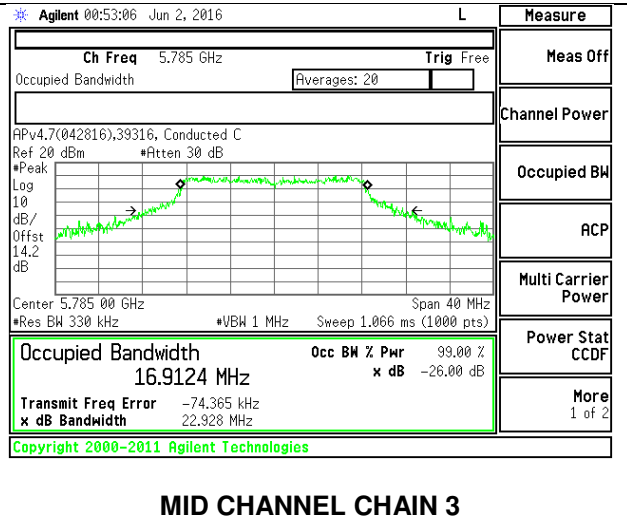 Agilent 00:53:06 Jun 2, 2016 L
Measure
Ch Freq 5.785 GHz Trig Free
Occupied Bandwidth Averages: 20
APv4.7(042816),39316, Conducted C
Ref 20 dBm #Atten 30 dB
#Peak
Log
10
dB/
Offst
14.2
dB
Center 5.785 00 GHz Span 40 MHz
#Res BW 330 kHz #VBW 1 MHz Sweep 1.066 ms (1000 pts)
Occupied Bandwidth Occ BW % Pwr 99.00 %
16.9124 MHz x dB -26.00 dB
Transmit Freq Error -74.365 kHz
x dB Bandwidth 22.928 MHz
Copyright 2000-2011 Agilent Technologies
Meas Off
Channel Power
Occupied BW
ACP
Multi Carrier
Power
Power Stat
CCDF
More
1 of 2
MID CHANNEL CHAIN 3